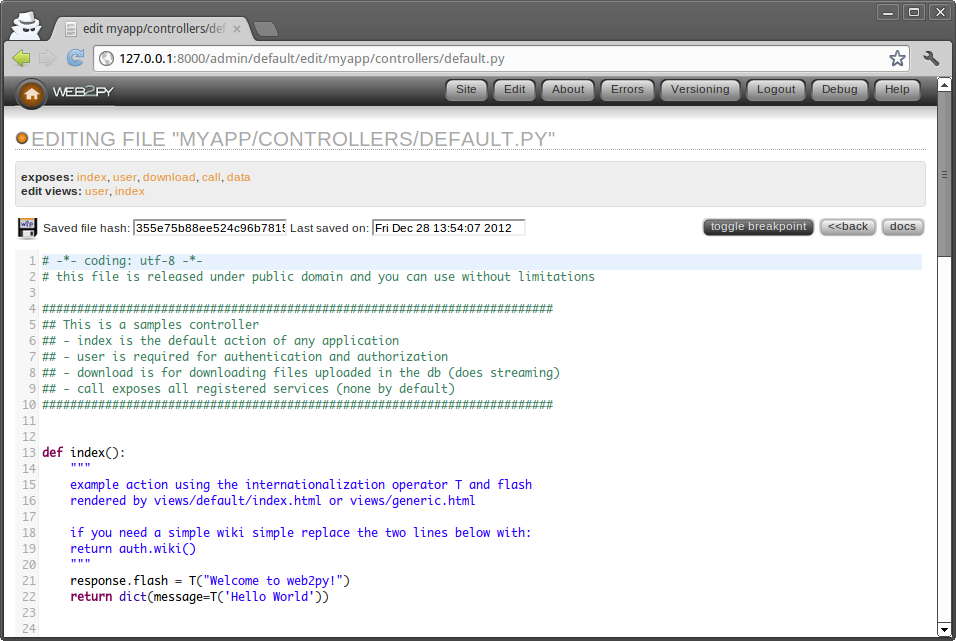 edit myapp/controllers/def
127.0.0.1:8000/admin/default/edit/myapp/controllers/default.py
WEB2PY Site Edit About Errors Versioning Logout Debug Help
EDITING FILE "MYAPP/CONTROLLERS/DEFAULT.PY"
exposes: index, user, download, call, data
edit views: user, index
Saved file hash: 355e75b88ee524c96b7815 Last saved on: Fri Dec 28 13:54:07 2012 toggle breakpoint <<back docs
1 # -*- coding: utf-8 -*-
2 # this file is released under public domain and you can use without limitations
3
4 #########################################################################
5 ## This is a samples controller
6 ## - index is the default action of any application
7 ## - user is required for authentication and authorization
8 ## - download is for downloading files uploaded in the db (does streaming)
9 ## - call exposes all registered services (none by default)
10 #########################################################################
11
12
13 def index():
14     """
15     example action using the internationalization operator T and flash
16     rendered by views/default/index.html or views/generic.html
17
18     if you need a simple wiki simple replace the two lines below with:
19     return auth.wiki()
20     """
21     response.flash = T("Welcome to web2py!")
22     return dict(message=T('Hello World'))
23
24